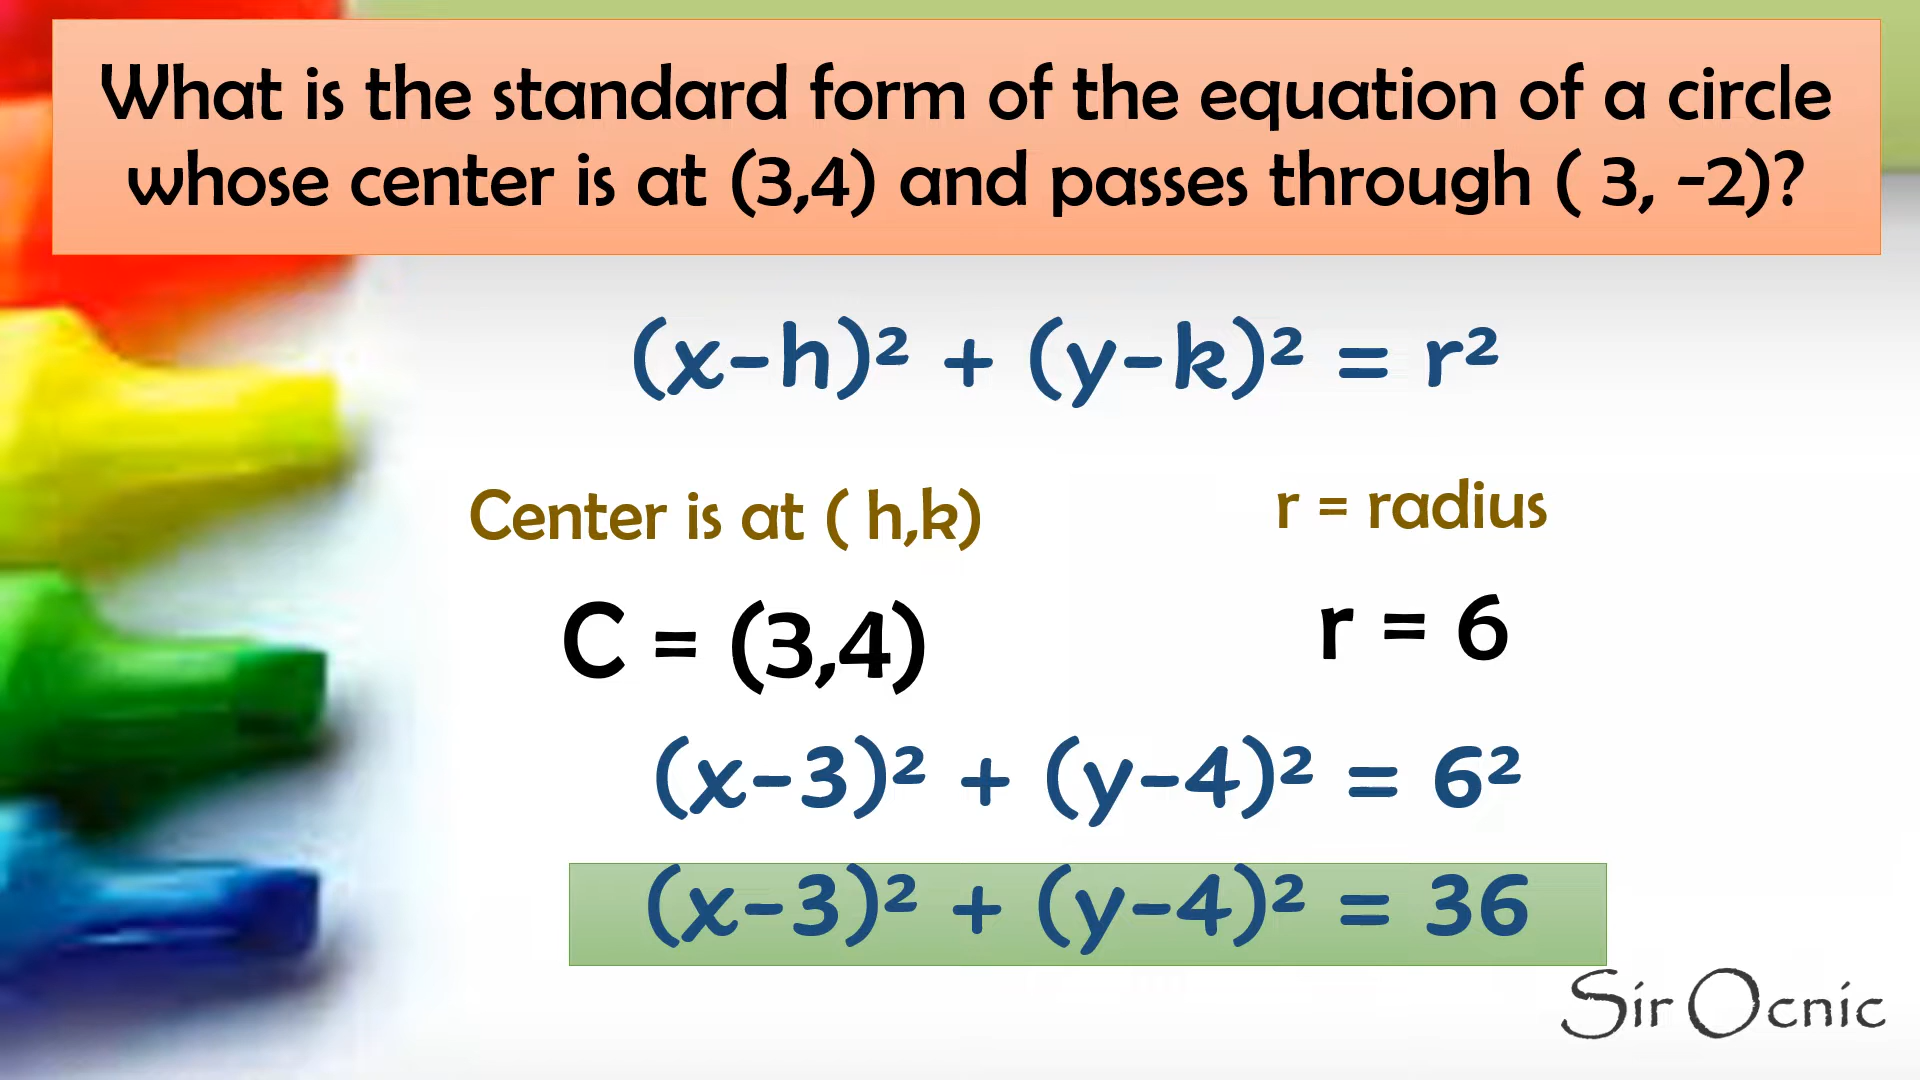 What is the standard form of the equation of a circle
whose center is at (3,4) and passes through ( 3, -2)?
(x-h)² + (y-k)² = r²
Center is at ( h,k)
r = radius
C = (3,4)
r = 6
(x-3)² + (y-4)² = 6²
(x-3)² + (y-4)² = 36
Sir Ocnic